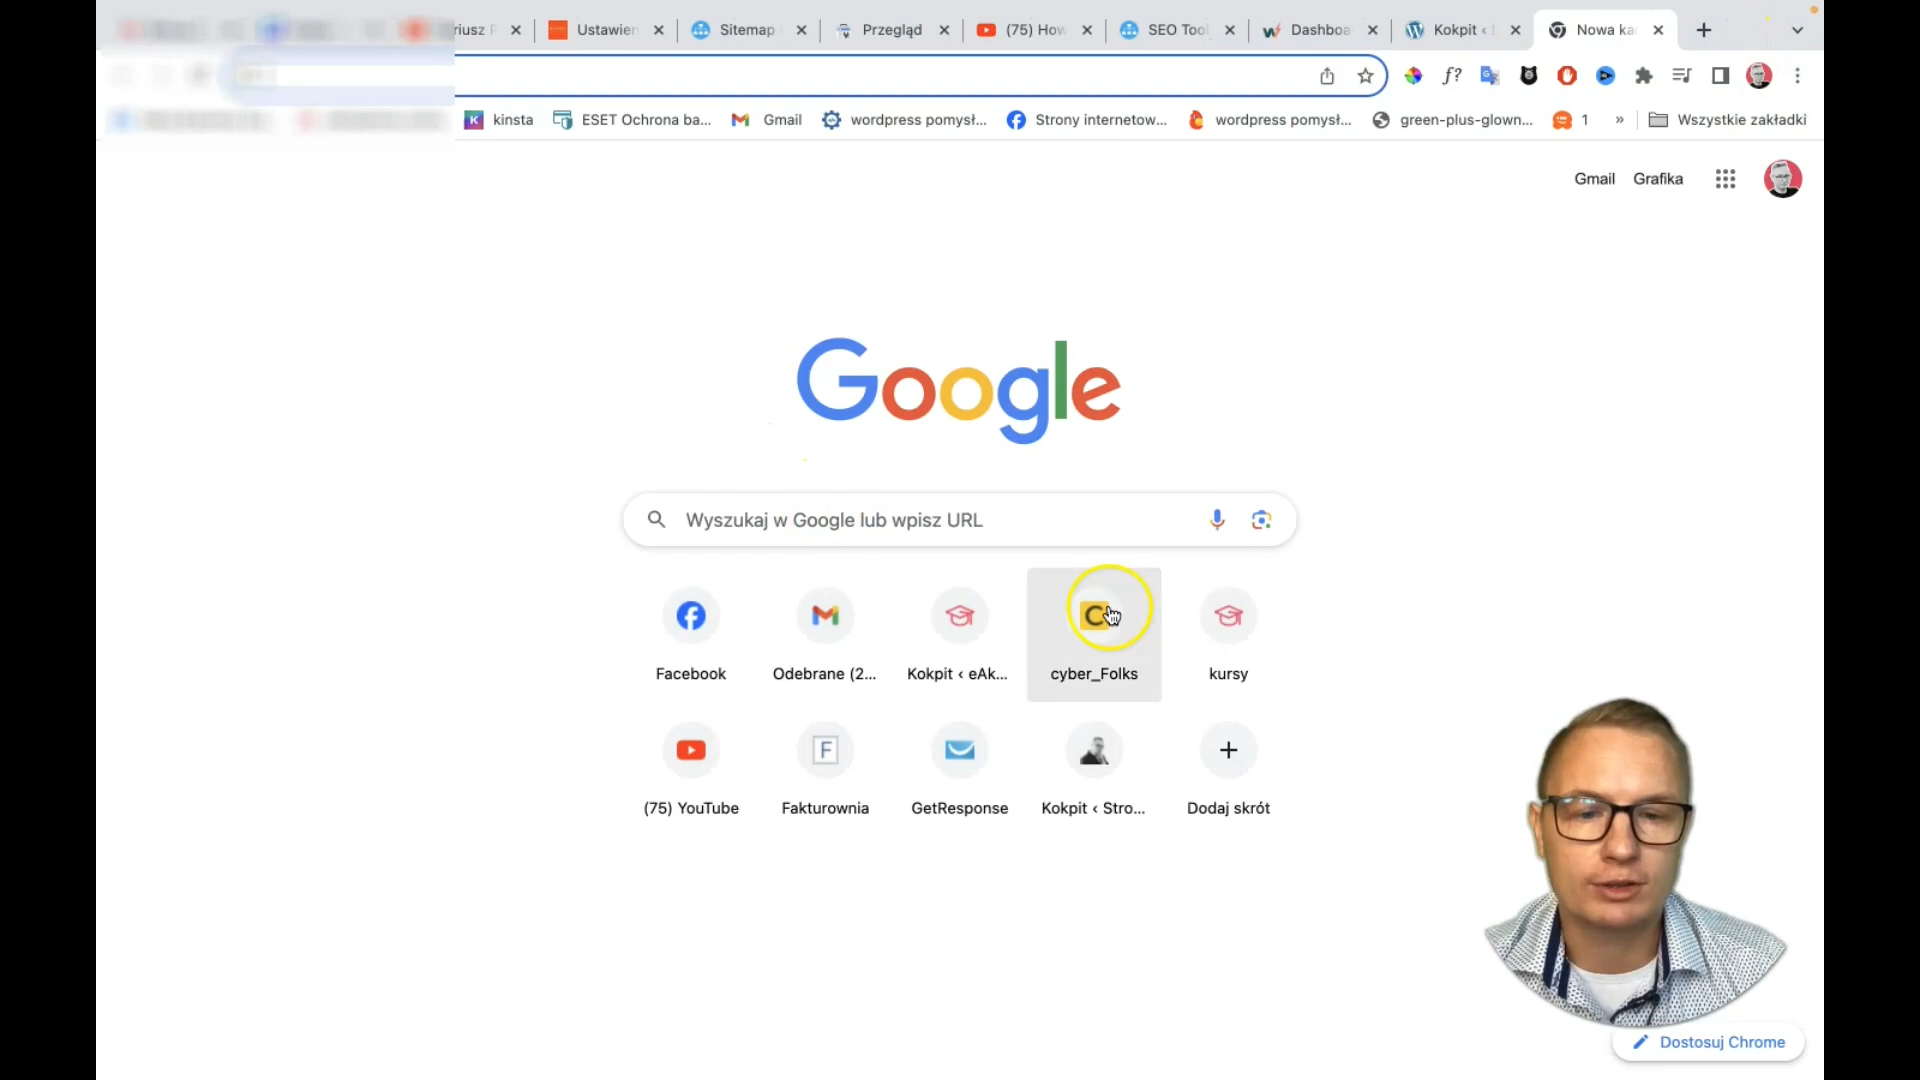 riusz P
Ustawien
Sitemap
Przegląd
(75) How
SEO Tool
Dashboa
Kokpit ‹
Nowa ka
f?
K kinsta
ESET Ochrona ba...
Gmail
wordpress pomysł...
Strony internetow...
wordpress pomysł...
green-plus-glown...
1
»
Wszystkie zakładki
Gmail
Grafika
Google
Wyszukaj w Google lub wpisz URL
Facebook
Odebrane (2...
Kokpit ‹ eAk...
C
cyber_Folks
kursy
F
(75) YouTube
Fakturownia
GetResponse
Kokpit ‹ Stro...
Dodaj skrót
Dostosuj Chrome